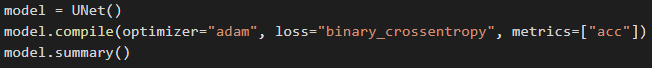 model = UNet()
model.compile(optimizer="adam", loss="binary_crossentropy", metrics=["acc"])
model.summary()